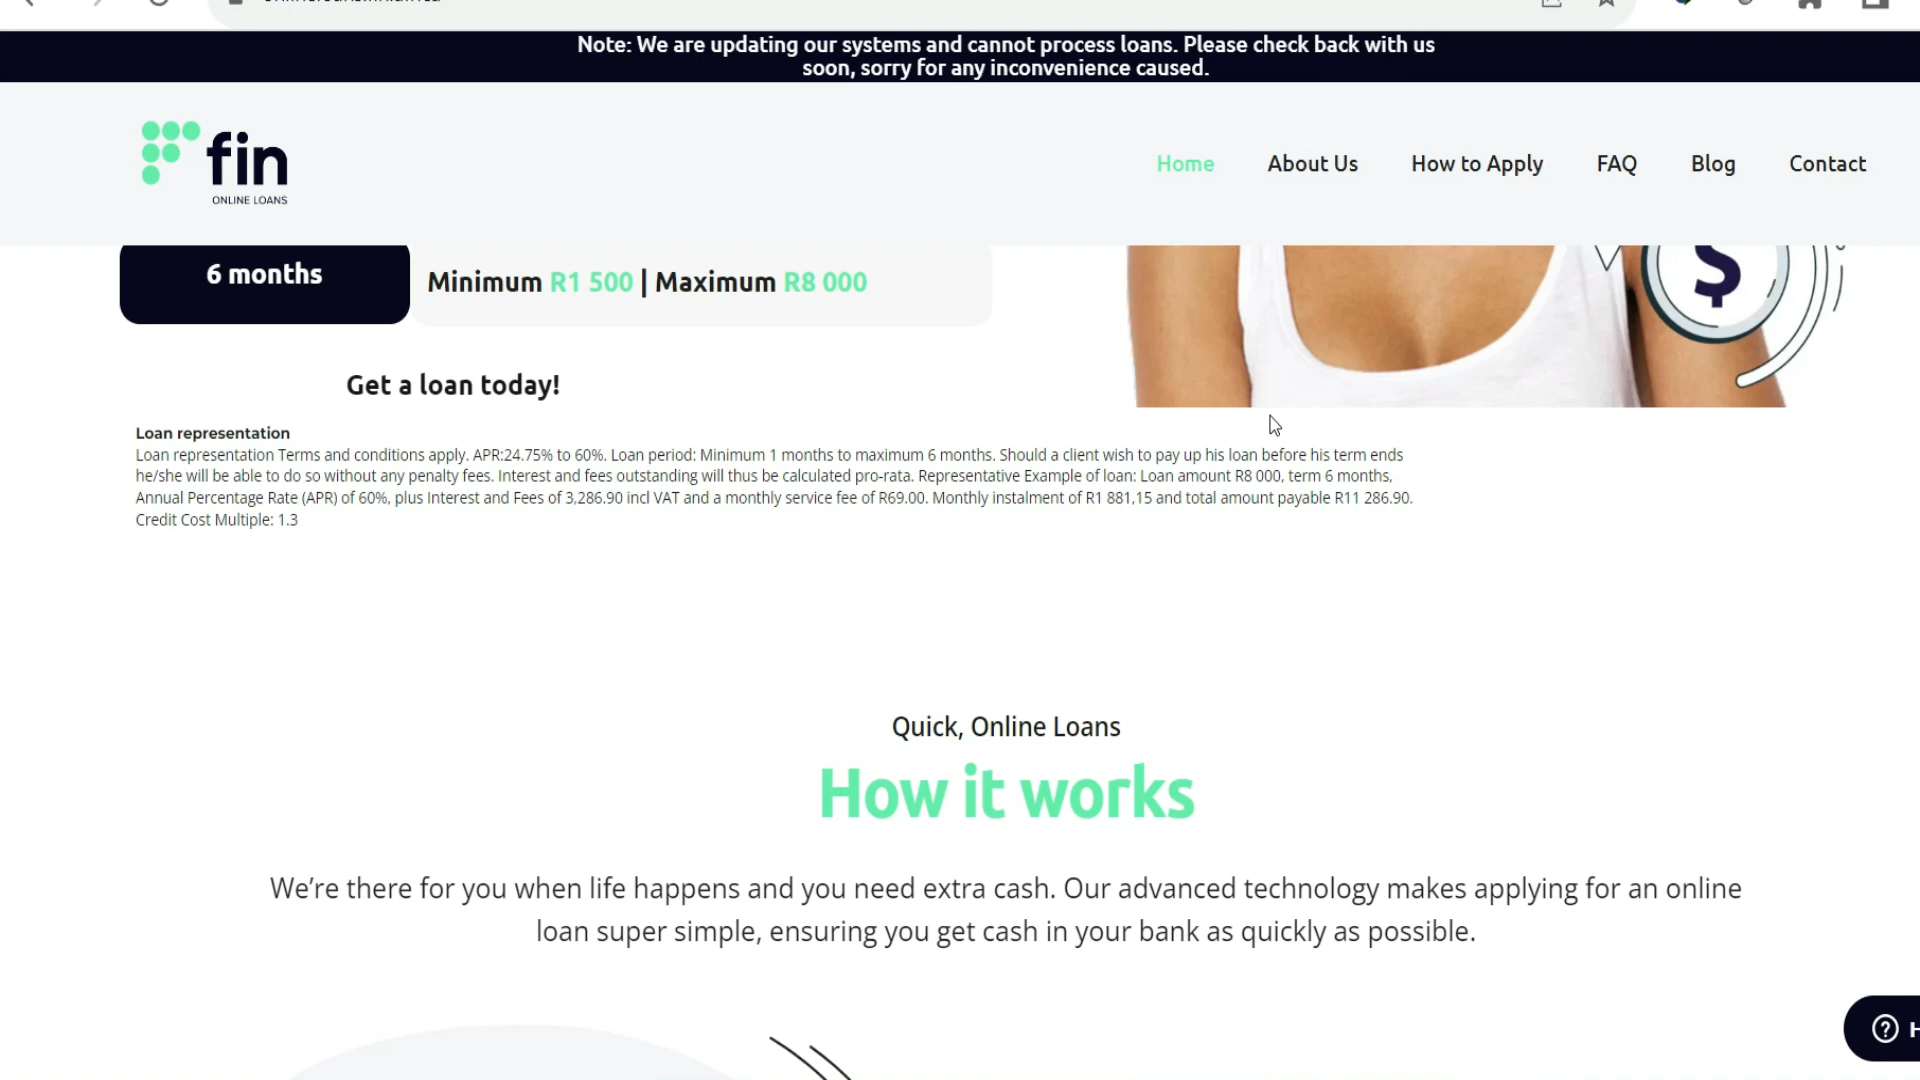 Note: We are updating our systems and cannot process loans. Please check back with us
soon, sorry for any inconvenience caused.
fin
ONLINE LOANS
Home
About Us
How to Apply
FAQ
Blog
Contact
6 months
Minimum R1 500 | Maximum R8 000
$
Get a loan today!
Loan representation
Loan representation Terms and conditions apply. APR:24.75% to 60%. Loan period: Minimum 1 months to maximum 6 months. Should a client wish to pay up his loan before his term ends
he/she will be able to do so without any penalty fees. Interest and fees outstanding will thus be calculated pro-rata. Representative Example of loan: Loan amount R8 000, term 6 months,
Annual Percentage Rate (APR) of 60%, plus Interest and Fees of 3,286.90 incl VAT and a monthly service fee of R69.00. Monthly instalment of R1 881,15 and total amount payable R11 286.90.
Credit Cost Multiple: 1.3
Quick, Online Loans
How it works
We’re there for you when life happens and you need extra cash. Our advanced technology makes applying for an online
loan super simple, ensuring you get cash in your bank as quickly as possible.
?